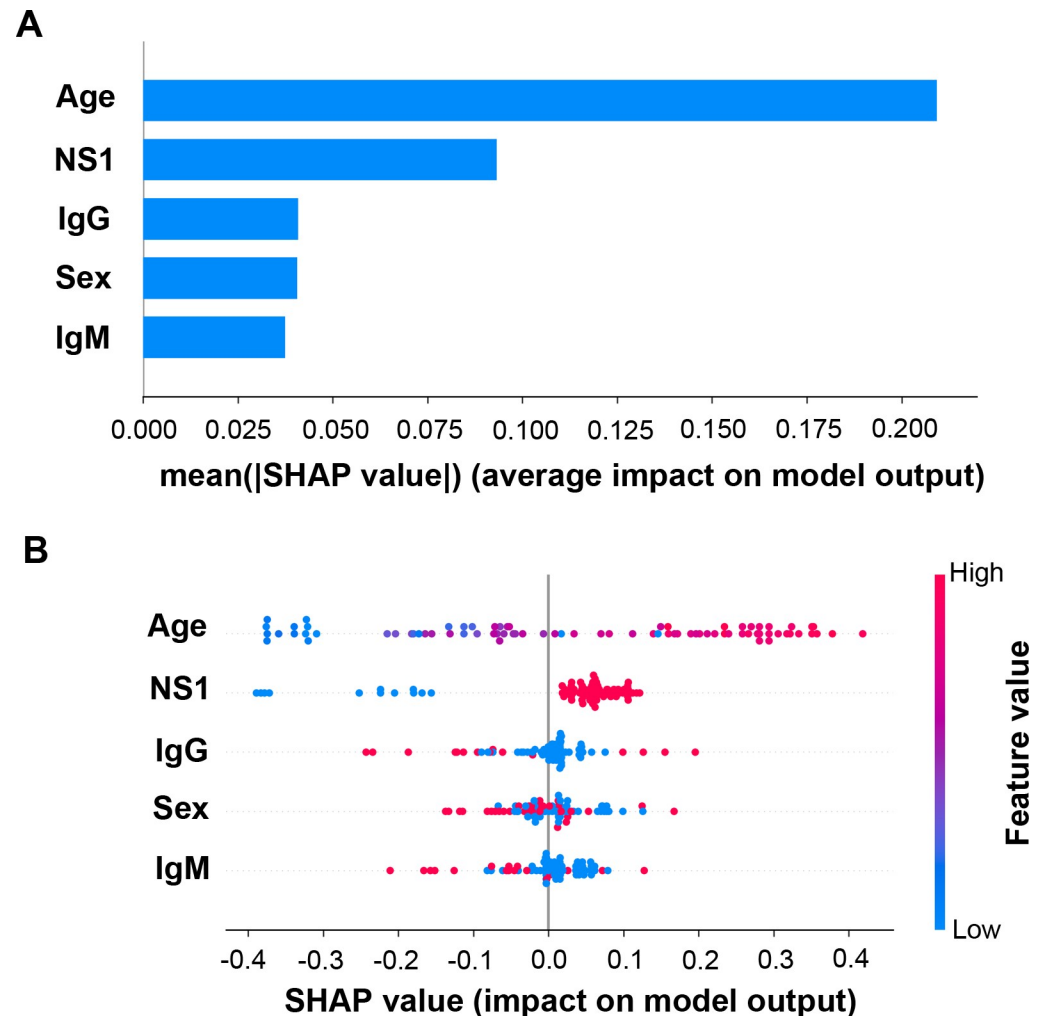 A
Age
NS1
IgG
Sex
IgM
0.000 0.025 0.050 0.075 0.100 0.125 0.150 0.175 0.200
mean(|SHAP value|) (average impact on model output)
B
High
Age
NS1
IgG
Sex
IgM
Feature value
Low
-0.4 -0.3 -0.2 -0.1 0.0 0.1 0.2 0.3 0.4
SHAP value (impact on model output)